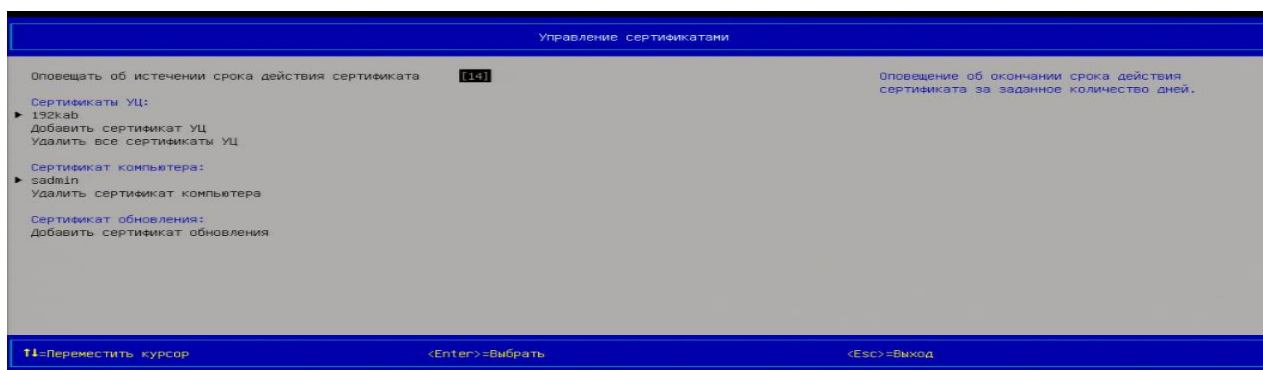 Управление сертификатами
Оповещать об истечении срока действия сертификата [14]
Оповещение об окончании срока действия
сертификата за заданное количество дней.
Сертификаты УЦ:
192kab
Добавить сертификат УЦ
Удалить все сертификаты УЦ
Сертификат компьютера:
sadmin
Удалить сертификат компьютера
Сертификат обновления:
Добавить сертификат обновления
↑↓=Переместить курсор <Enter>=Выбрать <Esc>=Выход